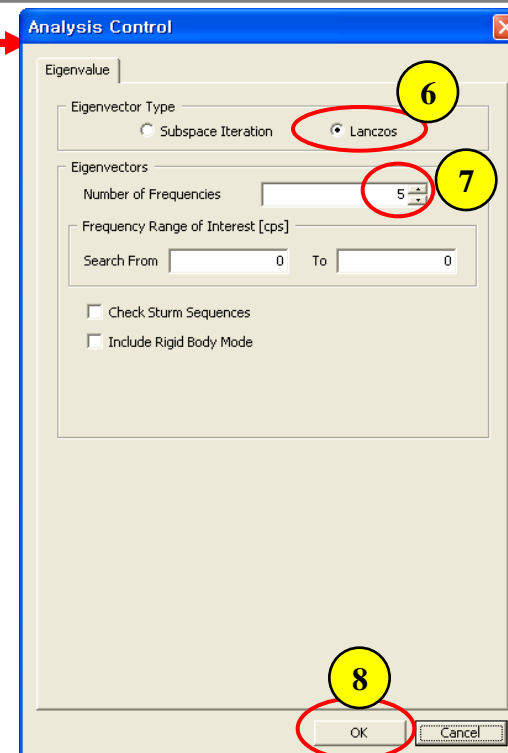 Analysis Control
Eigenvalue
6
Eigenvector Type
Subspace Iteration Lanczos
7
Eigenvectors
Number of Frequencies 5
Frequency Range of Interest [cps]
Search From 0 To 0
Check Sturm Sequences
Include Rigid Body Mode
8
OK Cancel